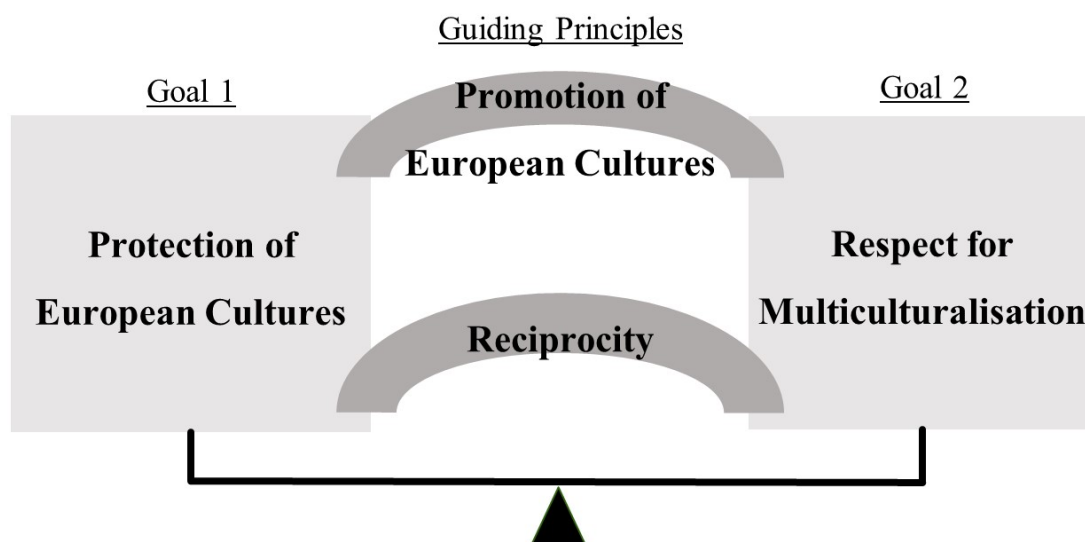 Guiding Principles
Goal 1
Promotion of
European Cultures
Goal 2
Protection of
European Cultures
Reciprocity
Respect for
Multiculturalisation